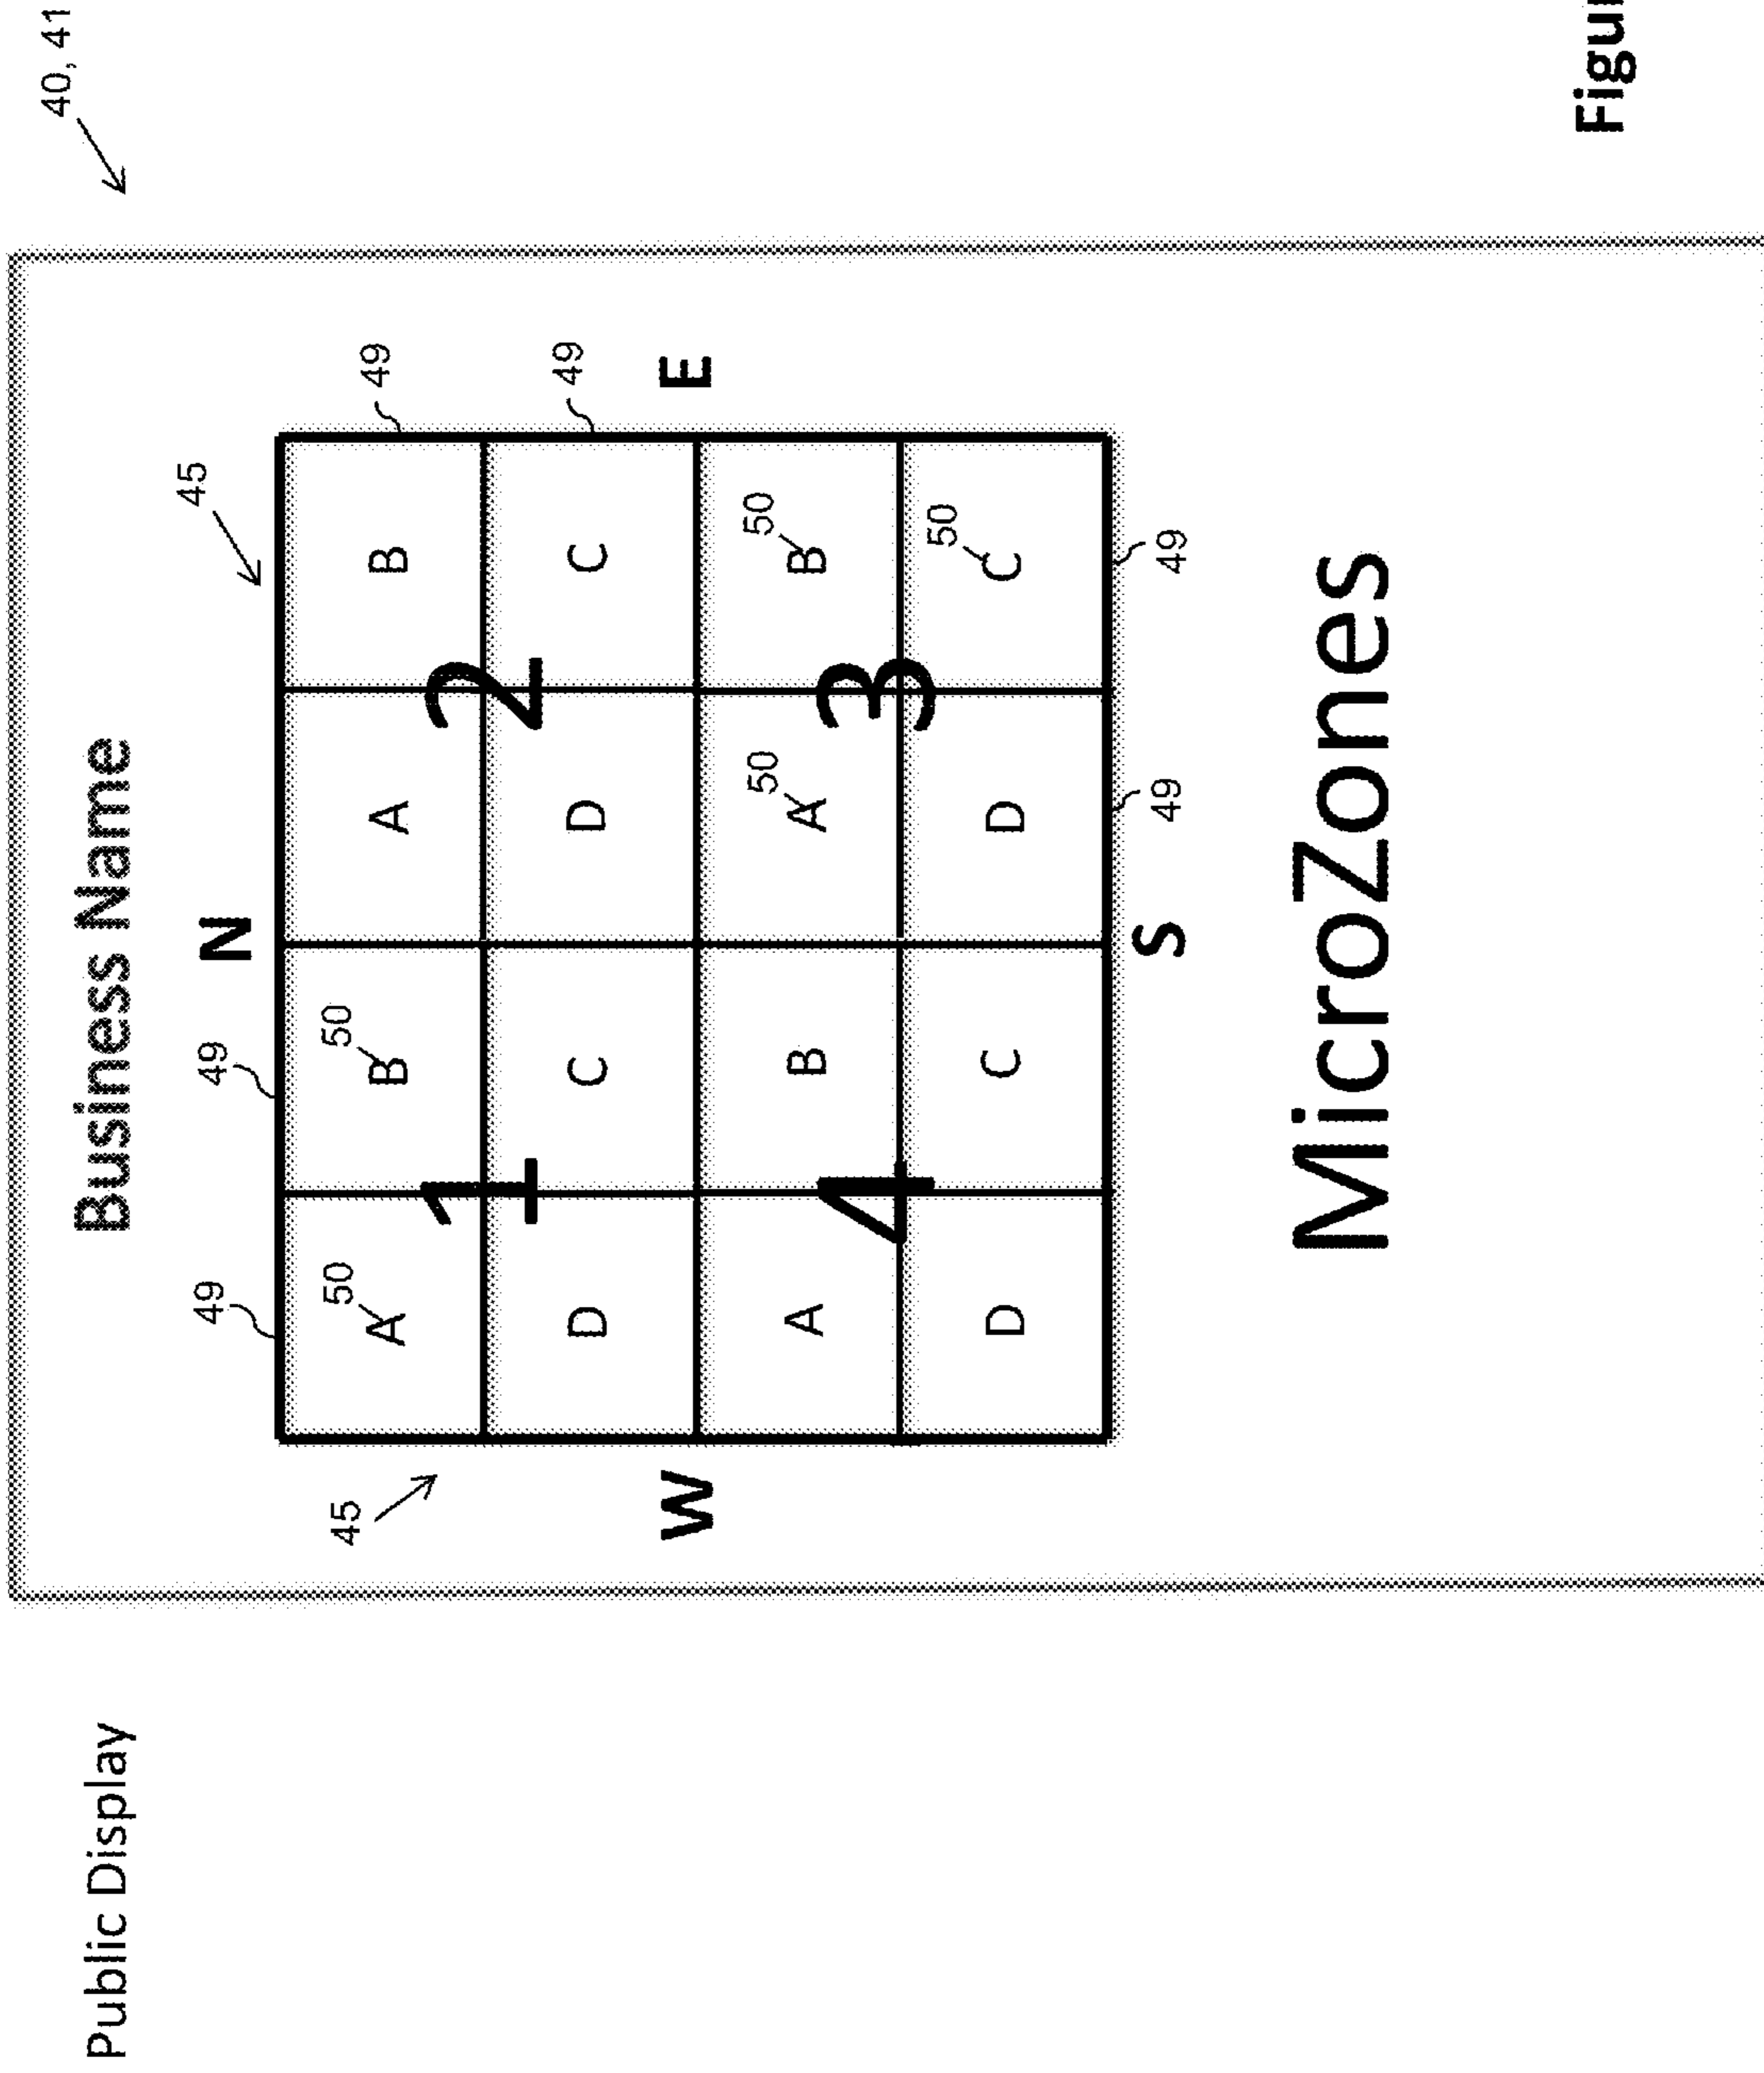 40, 41
Public Display Business Name
45
49 49 N
45 50 50 49
A B A B
1 2
49
D C D C
W E
50 50
A B A B
4 3
50
D C D C
S 49 49
MicroZones